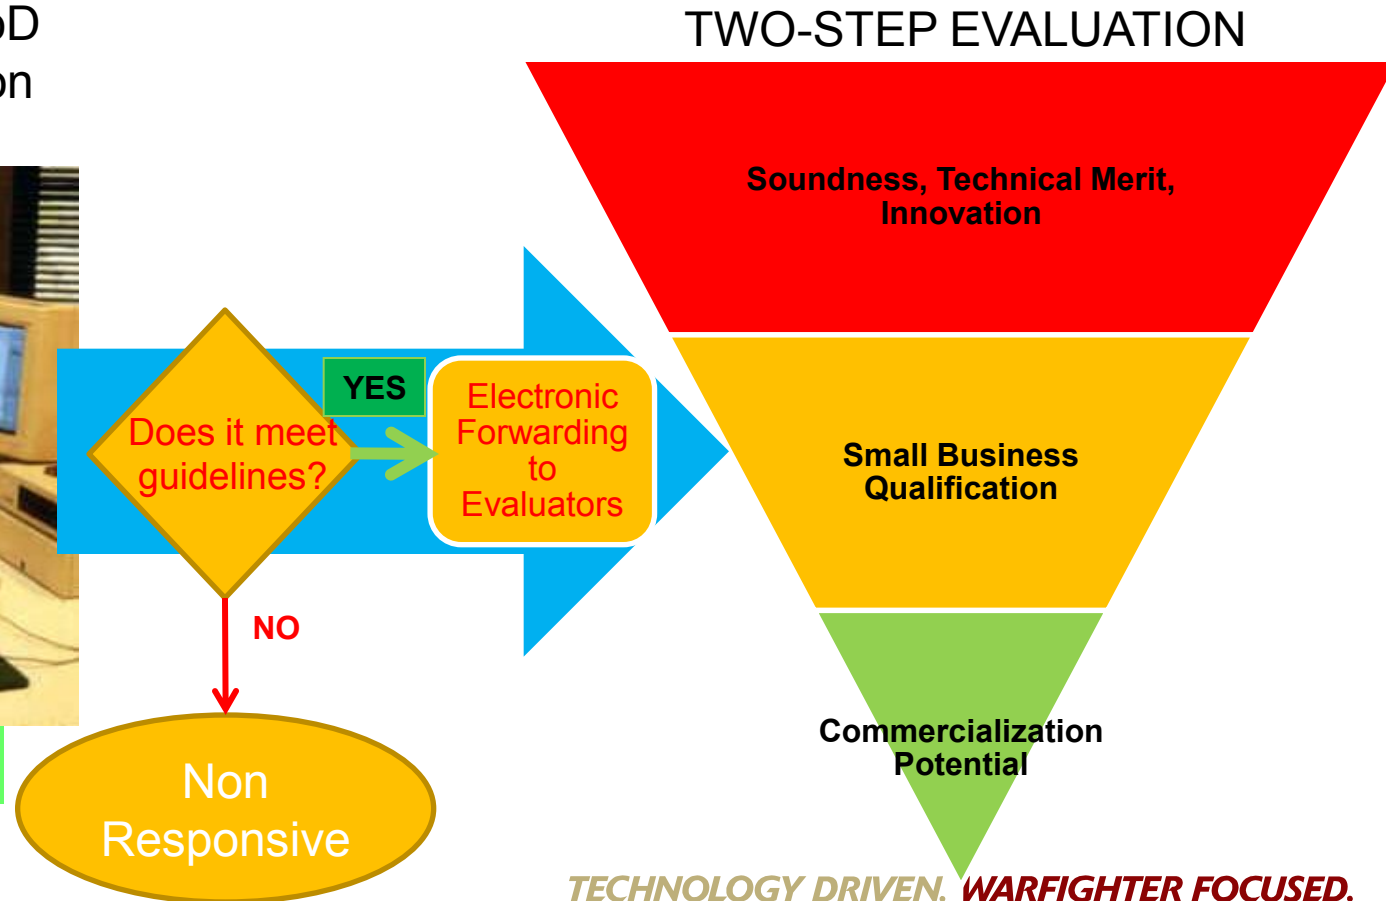 TWO-STEP EVALUATION
Soundness, Technical Merit,
Innovation
YES
Does it meet
guidelines?
Electronic
Forwarding
to
Evaluators
Small Business
Qualification
NO
Commercialization
Potential
Non
Responsive
TECHNOLOGY DRIVEN. WARFIGHTER FOCUSED.